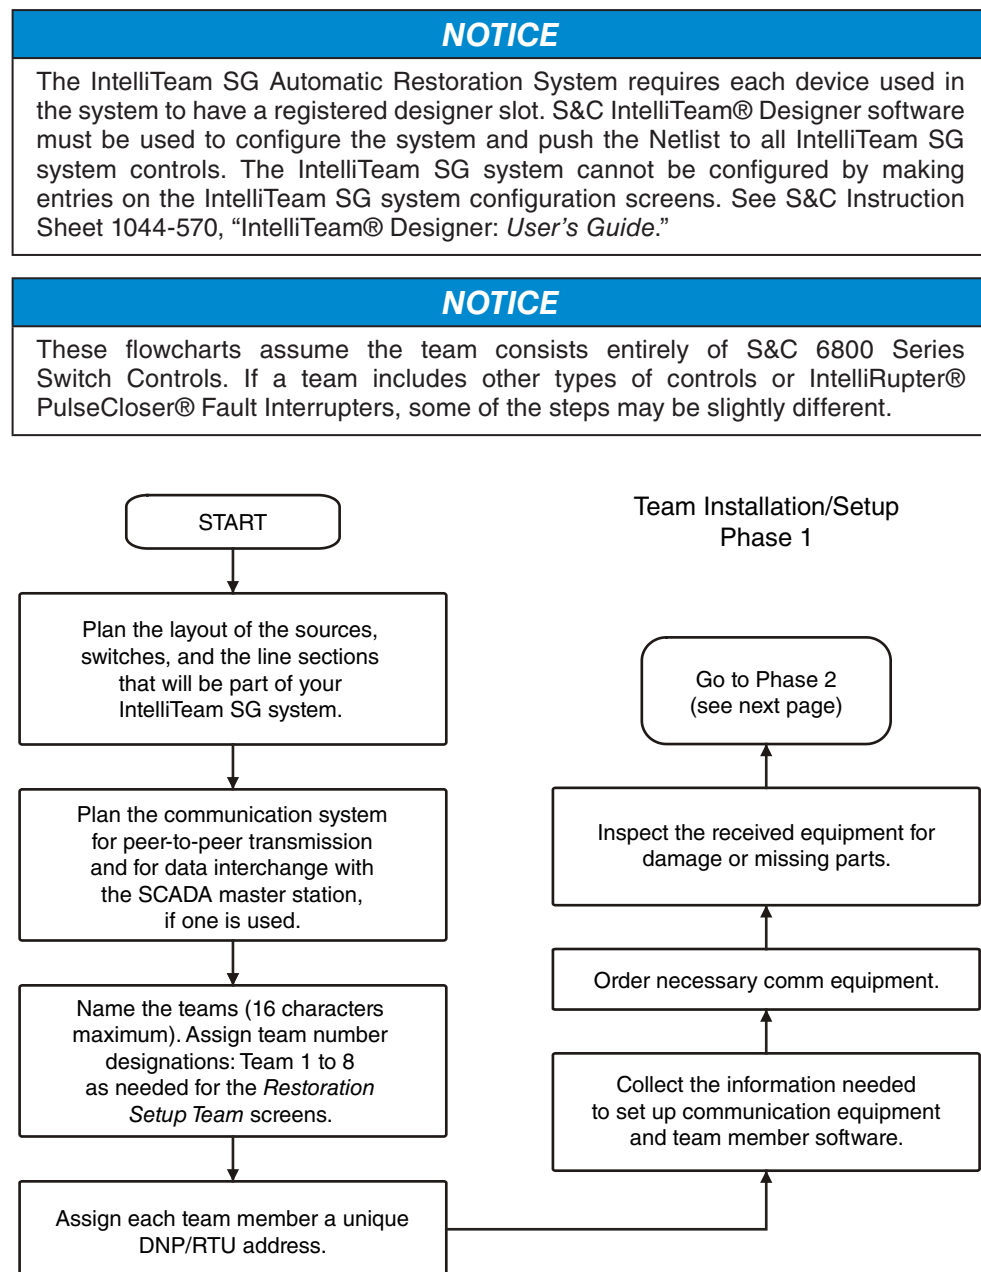 NOTICE
The IntelliTeam SG Automatic Restoration System requires each device used in
the system to have a registered designer slot. S&C IntelliTeam® Designer software
must be used to configure the system and push the Netlist to all IntelliTeam SG
system controls. The IntelliTeam SG system cannot be configured by making
entries on the IntelliTeam SG system configuration screens. See S&C Instruction
Sheet 1044-570, “IntelliTeam® Designer: User’s Guide.”
NOTICE
These flowcharts assume the team consists entirely of S&C 6800 Series
Switch Controls. If a team includes other types of controls or IntelliRupter®
PulseCloser® Fault Interrupters, some of the steps may be slightly different.
Team Installation/Setup
Phase 1
START
Plan the layout of the sources,
switches, and the line sections
that will be part of your
IntelliTeam SG system.
Plan the communication system
for peer-to-peer transmission
and for data interchange with
the SCADA master station,
if one is used.
Name the teams (16 characters
maximum). Assign team number
designations: Team 1 to 8
as needed for the Restoration
Setup Team screens.
Assign each team member a unique
DNP/RTU address.
Collect the information needed
to set up communication equipment
and team member software.
Order necessary comm equipment.
Inspect the received equipment for
damage or missing parts.
Go to Phase 2
(see next page)